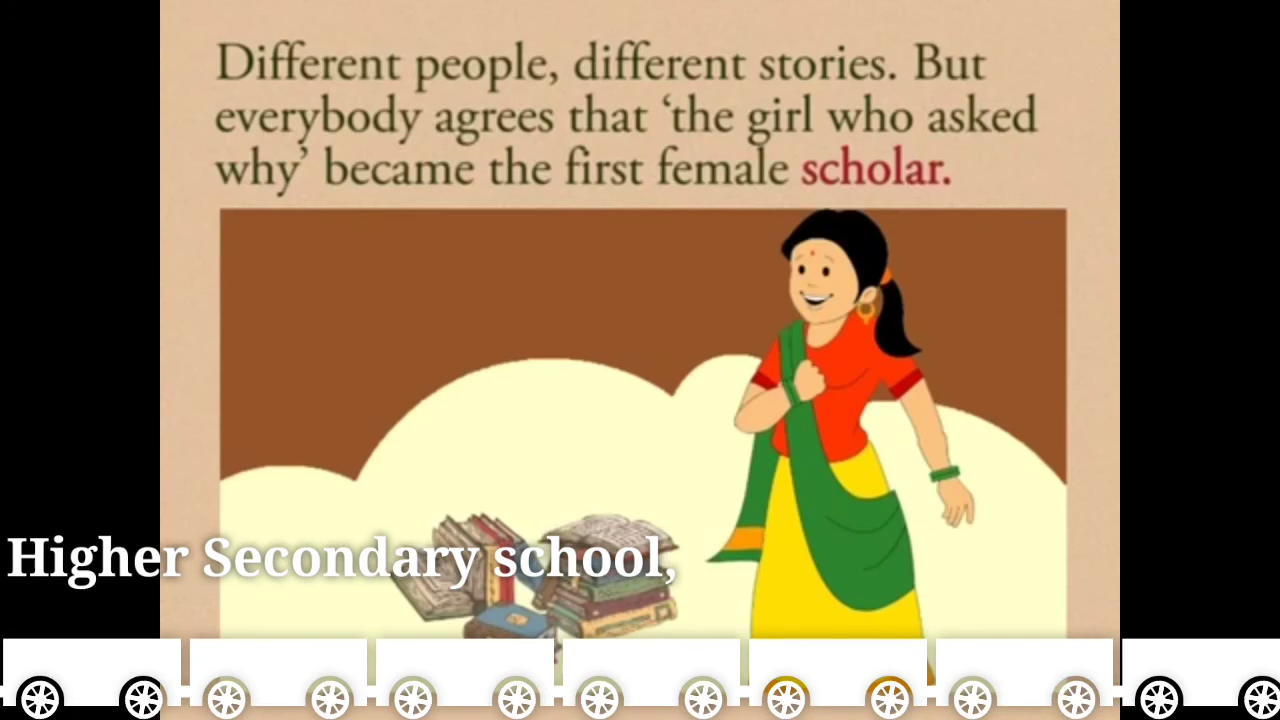 Different people, different stories. But
everybody agrees that ‘the girl who asked
why’ became the first female scholar.
Higher Secondary school,